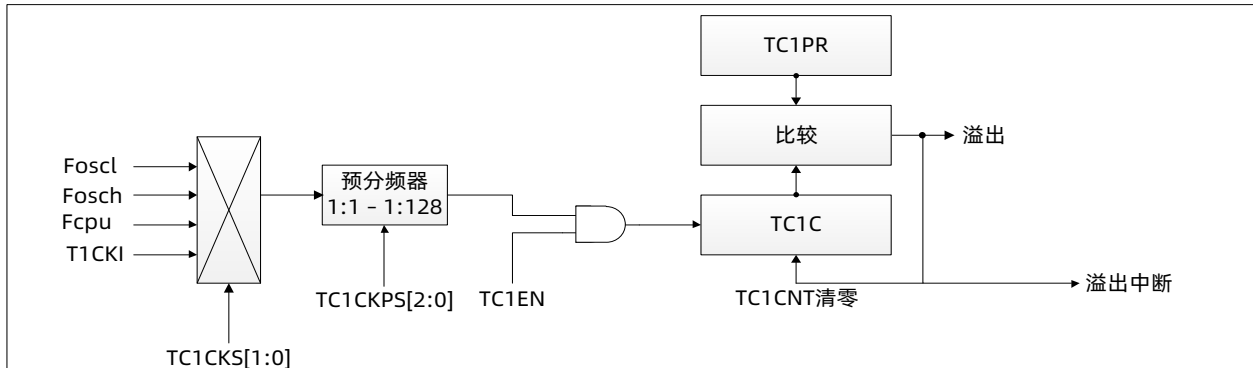 TC1PR
比较
溢出
Foscl
Fosch
Fcpu
T1CKI
预分频器
1:1 – 1:128
TC1C
TC1CKPS[2:0]
TC1EN
TC1CNT清零
溢出中断
TC1CKS[1:0]